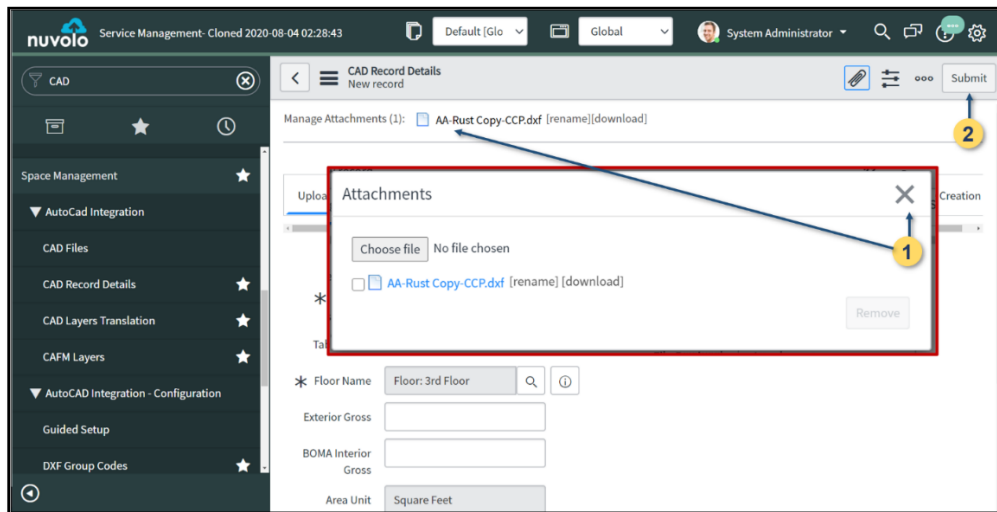 nuvolo
Service Management- Cloned 2020-08-04 02:28:43
Default [Glo
Global
System Administrator
CAD
CAD Record Details
New record
Submit
Manage Attachments (1): AA-Rust Copy-CCP.dxf [rename][download]
2
Space Management
AutoCad Integration
CAD Files
CAD Record Details
CAD Layers Translation
CAFM Layers
AutoCAD Integration - Configuration
Guided Setup
DXF Group Codes
Uploa
Creation
Attachments
1
Choose file No file chosen
AA-Rust Copy-CCP.dxf [rename] [download]
Remove
Tab
Floor Name Floor: 3rd Floor
Exterior Gross
BOMA Interior
Gross
Area Unit Square Feet